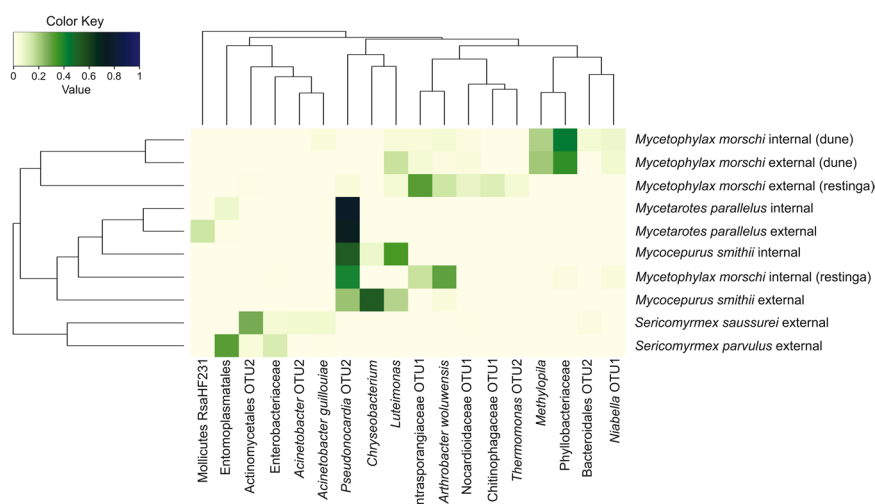 Color Key
0 0.2 0.4 0.6 0.8 1
Value
Mycetophylax morschi internal (dune)
Mycetophylax morschi external (dune)
Mycetophylax morschi external (restinga)
Mycetarotes parallelus internal
Mycetarotes parallelus external
Mycocepurus smithii internal
Mycetophylax morschi internal (restinga)
Mycocepurus smithii external
Sericomyrmex saussurei external
Sericomyrmex parvulus external
Mollicutes RsaHF231
Entomoplasmatales
Actinomycetales OTU2
Enterobacteriaceae
Acinetobacter OTU2
Acinetobacter guillouiae
Pseudonocardia OTU2
Chryseobacterium
Luteimonas
ntrasporangiaceae OTU1
Arthrobacter woluwensis
Nocardioidaceae OTU1
Chitinophagaceae OTU1
Thermomonas OTU2
Methylopila
Phyllobacteriaceae
Bacteroidales OTU2
Niabella OTU1